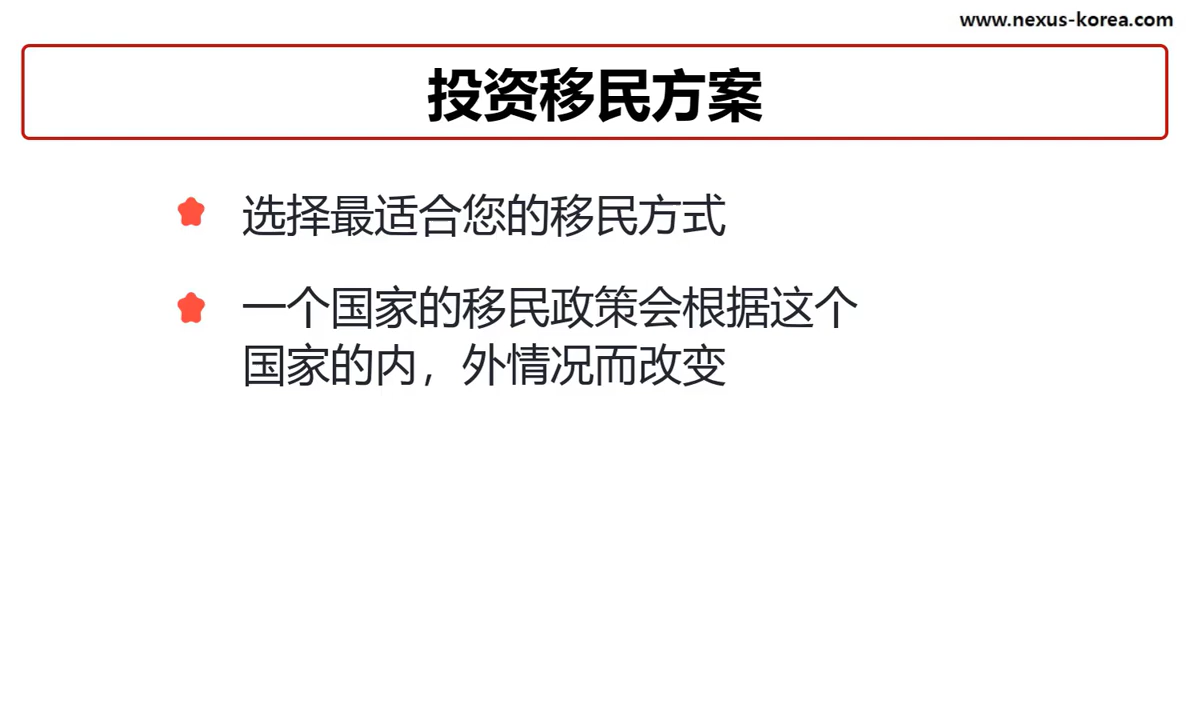 www.nexus-korea.com
投资移民方案
选择最适合您的移民方式
一个国家的移民政策会根据这个
国家的内，外情况而改变